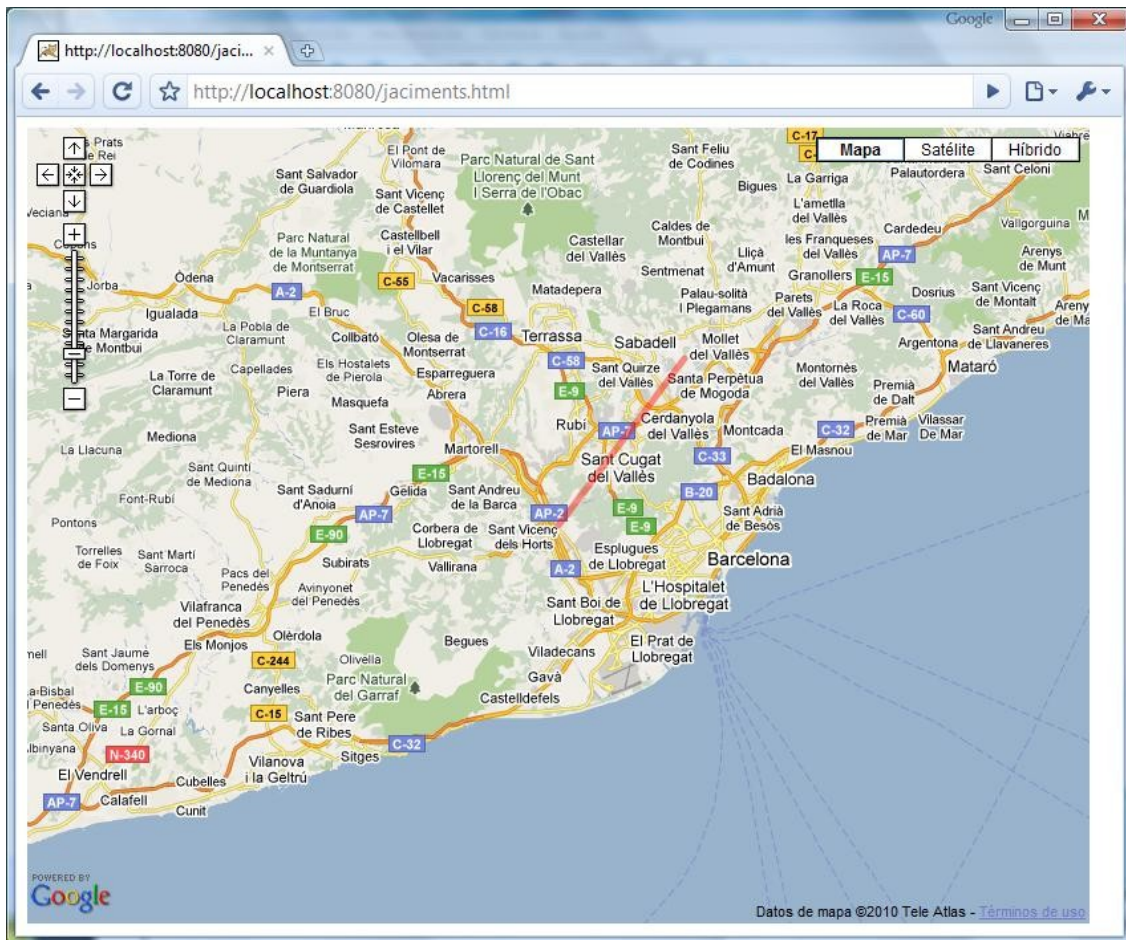 Google
http://localhost:8080/jaci...
http://localhost:8080/jaciments.html
El Pont de
Vilomara
Parc Natural de Sant
Llorenç del Munt
i Serra de l'Obac
Sant Feliu
de Codines
C-17
Mapa
Satélite
Híbrido
s Prats
de Rei
Sant Salvador
de Guardiola
Sant Vicenç
de Castellet
Bigues
La Garriga
Palautordera
Sant Celoni
L'ametlla
del Vallès
Veciana
Parc Natural
de la Muntanya
de Montserrat
Castellbell
i el Vilar
Castellar
del Vallès
Caldes de
Montbui
Lliçà
d'Amunt
les Franqueses
del Vallès
Cardedeu
Vallgorguina
AP-7
E-15
Arenys
de Munt
Jorba
Òdena
A-2
C-55
Vacarisses
Sentmenat
Granollers
Igualada
El Bruc
C-58
Matadepera
Palau-solità
i Plegamans
Parets
del Vallès
La Roca
del Vallès
Dosrius
Sant Vicenç
de Montalt
C-60
Santa Margarida
de Montbui
La Pobla de
Claramunt
Collbató
Olesa de
Montserrat
C-16
Terrassa
Sabadell
Mollet
del Vallès
Argentona
Sant Andreu
de Llavaneres
Areny
de Ma
La Torre de
Claramunt
Capellades
Els Hostalets
de Pierola
Esparreguera
C-58
Sant Quirze
del Vallès
Santa Perpètua
de Mogoda
Montornès
del Vallès
Mataró
Piera
Masquefa
Abrera
E-9
Premià
de Dalt
Mediona
Sant Esteve
Sesrovires
Rubí
AP-7
Cerdanyola
del Vallès
Montcada
C-32
Premià
de Mar
Vilassar
De Mar
La Llacuna
Martorell
Sant Cugat
del Vallès
C-33
El Masnou
Sant Quintí
de Mediona
E-15
Badalona
Font-Rubí
Sant Sadurní
d'Anoia
Gelida
Sant Andreu
de la Barca
B-20
AP-7
AP-2
E-9
Sant Adrià
de Besòs
Pontons
E-90
Corbera de
Llobregat
Sant Vicenç
dels Horts
E-9
Torrelles
de Foix
Sant Martí
Sarroca
Subirats
Vallirana
A-2
Esplugues
de Llobregat
Barcelona
Pacs del
Penedès
Avinyonet
del Penedès
L'Hospitalet
de Llobregat
Vilafranca
del Penedès
Sant Boi de
Llobregat
Els Monjos
Olèrdola
Begues
Viladecans
El Prat de
Llobregat
Sant Jaume
dels Domenys
C-244
Olivella
Gavà
E-90
Canyelles
Parc Natural
del Garraf
Castelldefels
a-Bisbal
l Penedès
E-15
L'arboç
C-15
Sant Pere
de Ribes
Santa Oliva
La Gornal
C-32
Albinyana
N-340
Vilanova
i la Geltrú
Sitges
El Vendrell
Cubelles
AP-7
Calafell
Cunit
POWERED BY
Google
Datos de mapa ©2010 Tele Atlas - Términos de uso